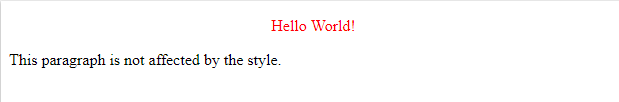 Hello World!
This paragraph is not affected by the style.